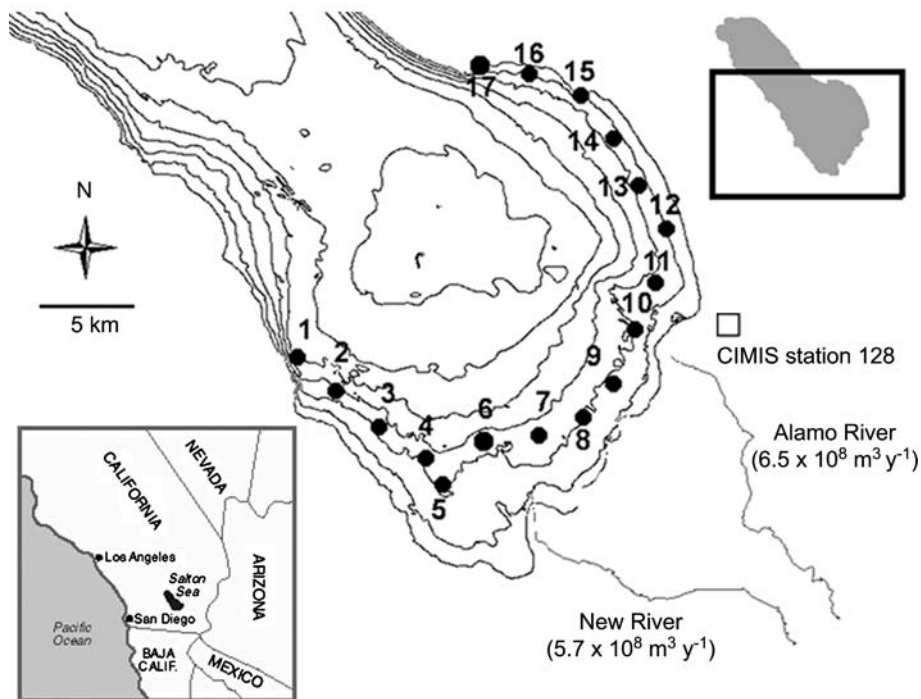 16
15
17
14
13
12
11
10
N
5 km
1
2
3
4
5
6
7
8
9
CIMIS station 128
Alamo River
(6.5 x 10⁸ m³ y⁻¹)
New River
(5.7 x 10⁸ m³ y⁻¹)
CALIFORNIA
NEVADA
ARIZONA
Los Angeles
Salton
Sea
San Diego
Pacific
Ocean
BAJA
CALIF.
MEXICO